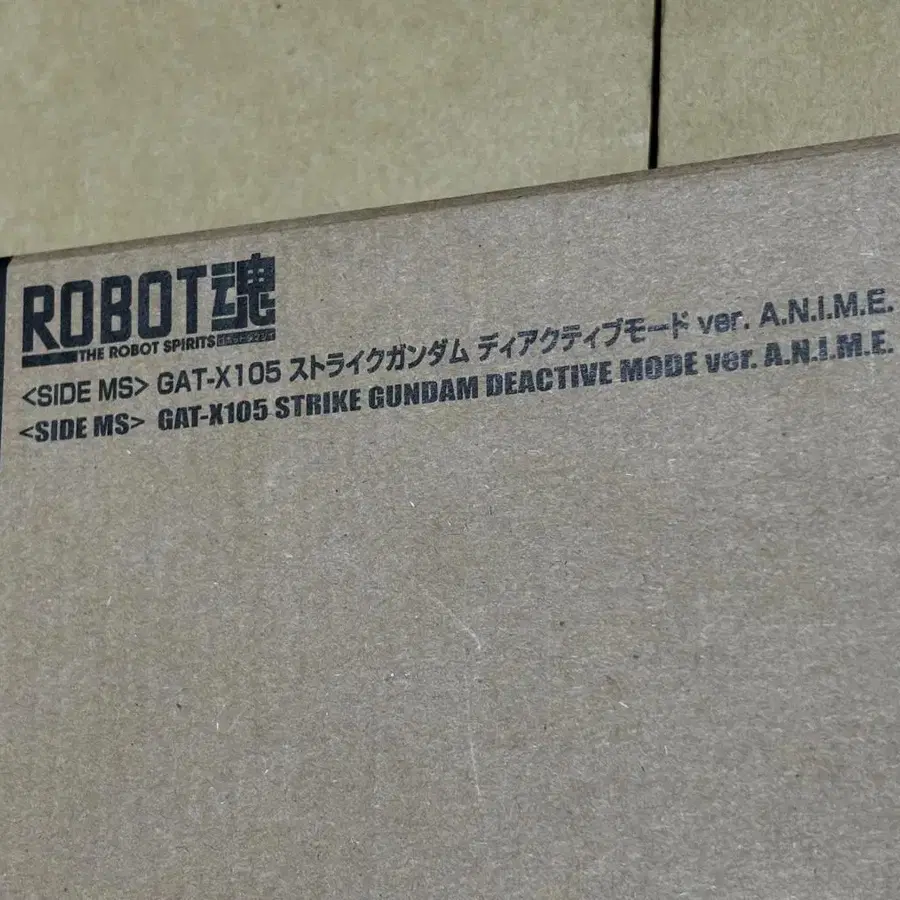 ROBOT魂
THE ROBOT SPIRITS
<SIDE MS> GAT-X105 ストライクガンダム ディアクティブモード ver. A.N.I.M.E.
<SIDE MS> GAT-X105 STRIKE GUNDAM DEACTIVE MODE ver. A.N.I.M.E.